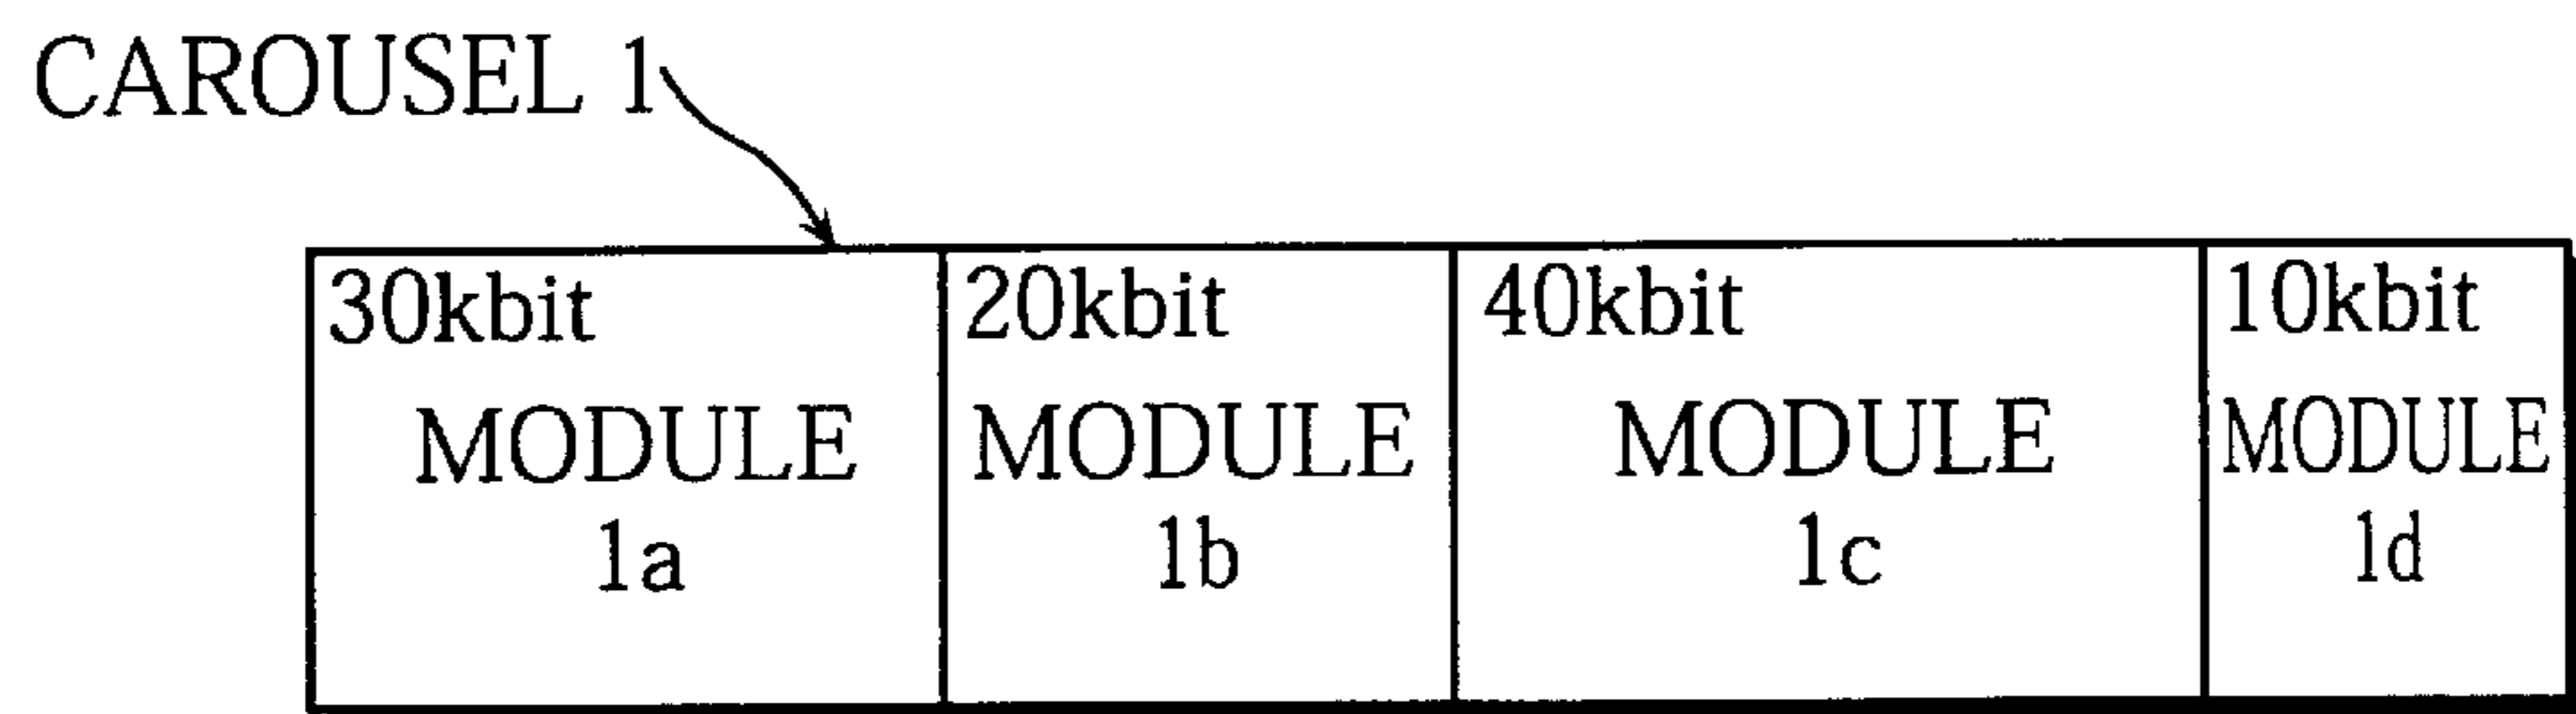 CAROUSEL 1
30kbit
MODULE
1a
20kbit
MODULE
1b
40kbit
MODULE
1c
10kbit
MODULE
1d